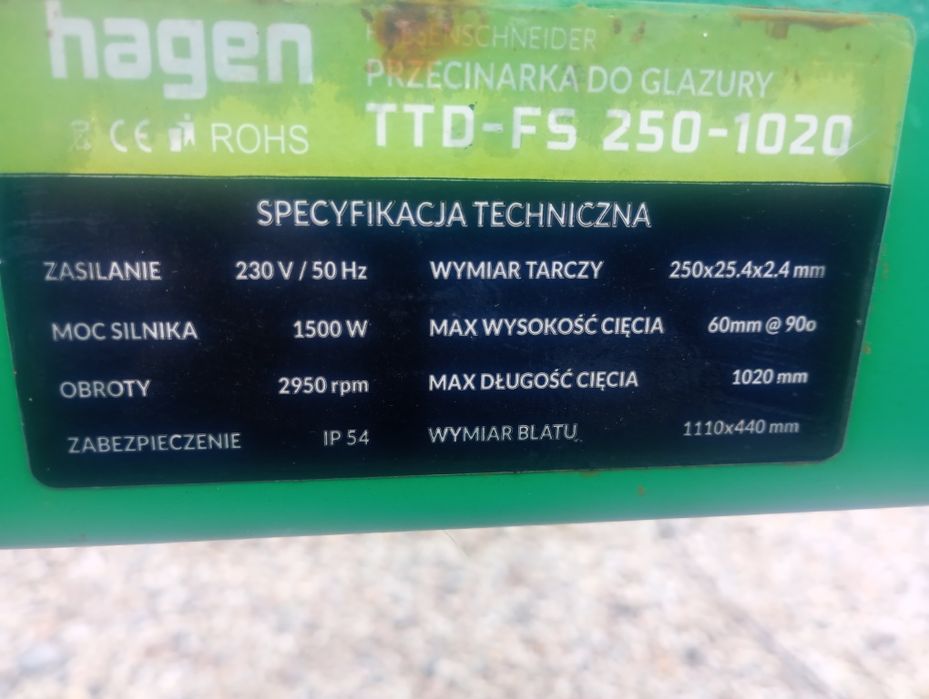 hagen
FLIESENSCHNEIDER
PRZECINARKA DO GLAZURY
CE ROHS
TTD-FS 250-1020
SPECYFIKACJA TECHNICZNA
ZASILANIE 230 V / 50 Hz
MOC SILNIKA 1500 W
OBROTY 2950 rpm
ZABEZPIECZENIE IP 54
WYMIAR TARCZY 250x25.4x2.4 mm
MAX WYSOKOŚĆ CIĘCIA 60mm @ 90o
MAX DŁUGOŚĆ CIĘCIA 1020 mm
WYMIAR BLATU 1110x440 mm